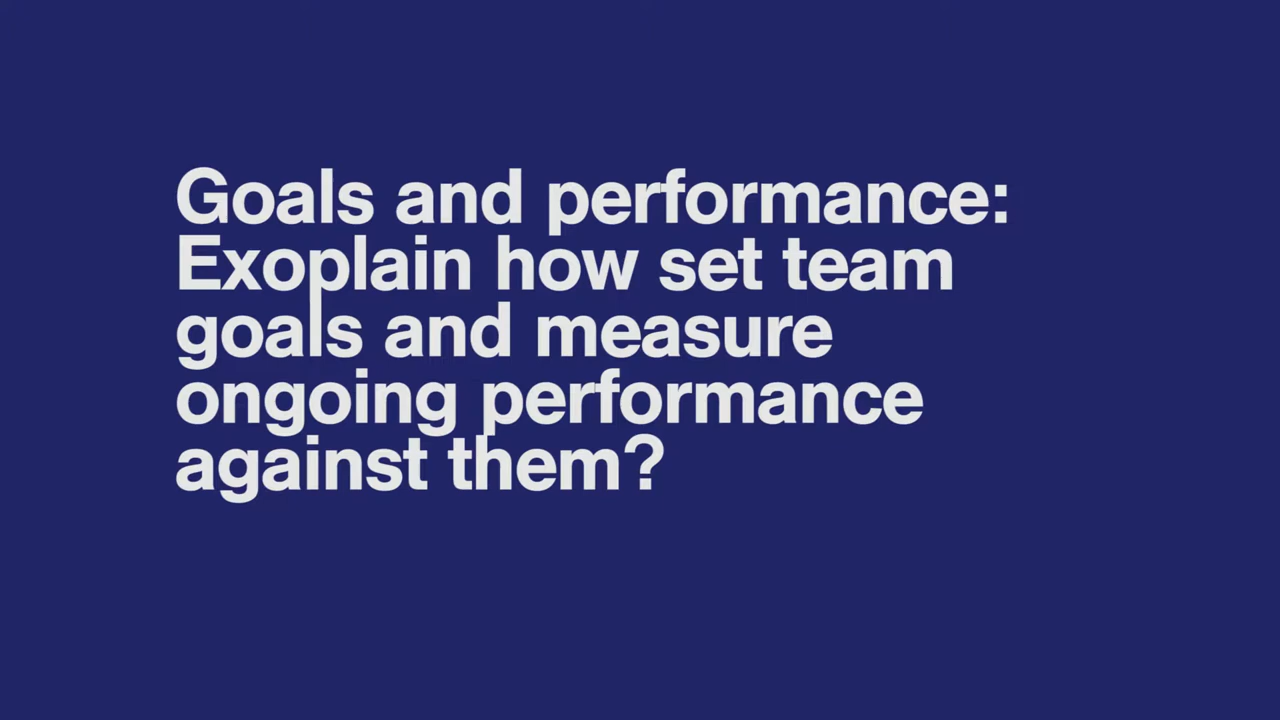 Goals and performance:
Exoplain how set team
goals and measure
ongoing performance
against them?